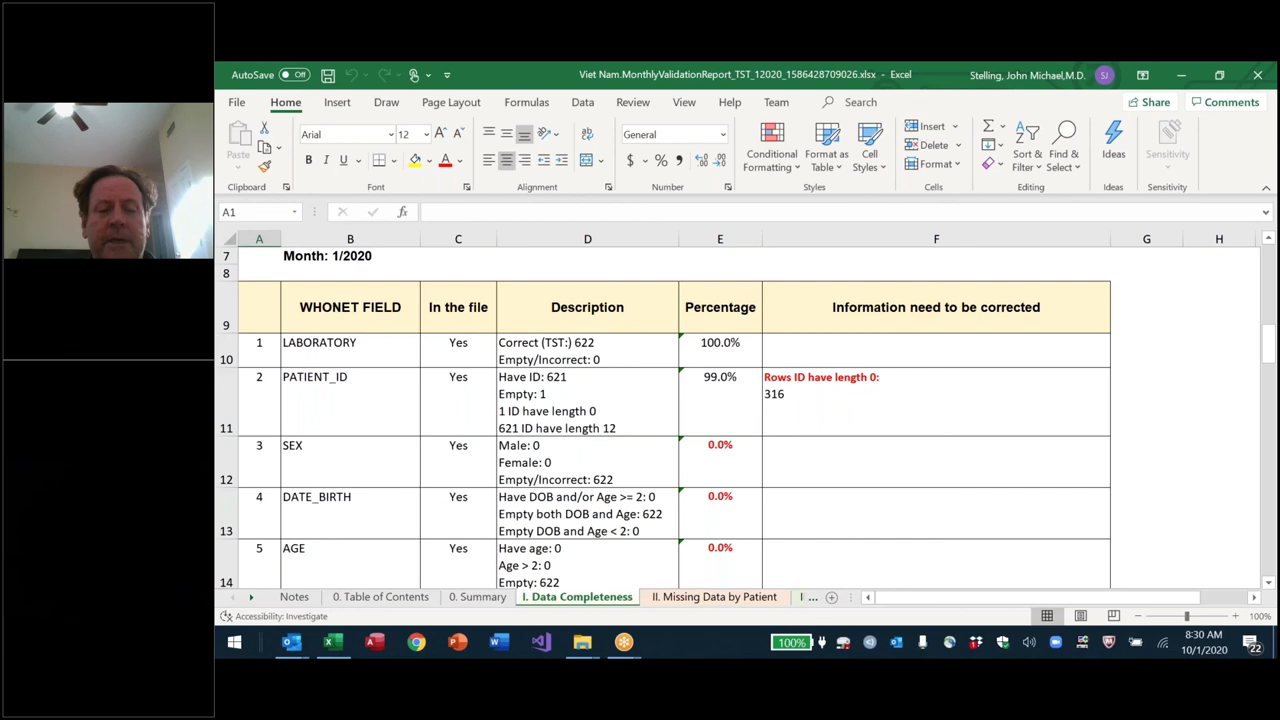 AutoSave Off
Viet Nam.MonthlyValidationReport_TST_12020_1586428709026.xlsx - Excel
Stelling, John Michael,M.D. SJ
File Home Insert Draw Page Layout Formulas Data Review View Help Team Search Share Comments
Paste
Arial 12
B I U
A A
General
$ % , .0 .00
Conditional Formatting
Format as Table
Cell Styles
Insert
Delete
Format
Sort & Filter
Find & Select
Ideas
Sensitivity
Clipboard Font Alignment Number Styles Cells Editing Ideas Sensitivity
A1 fx
A B C D E F G H
7 Month: 1/2020
8
9 WHONET FIELD In the file Description Percentage Information need to be corrected
10 1 LABORATORY Yes Correct (TST:) 622 100.0%
Empty/Incorrect: 0
11 2 PATIENT_ID Yes Have ID: 621 99.0% Rows ID have length 0:
Empty: 1 316
1 ID have length 0
621 ID have length 12
12 3 SEX Yes Male: 0 0.0%
Female: 0
Empty/Incorrect: 622
13 4 DATE_BIRTH Yes Have DOB and/or Age >= 2: 0 0.0%
Empty both DOB and Age: 622
Empty DOB and Age < 2: 0
14 5 AGE Yes Have age: 0 0.0%
Age > 2: 0
Empty: 622
Notes 0. Table of Contents 0. Summary I. Data Completeness II. Missing Data by Patient I ...
Accessibility: Investigate 100%
100% 8:30 AM
10/1/2020 22